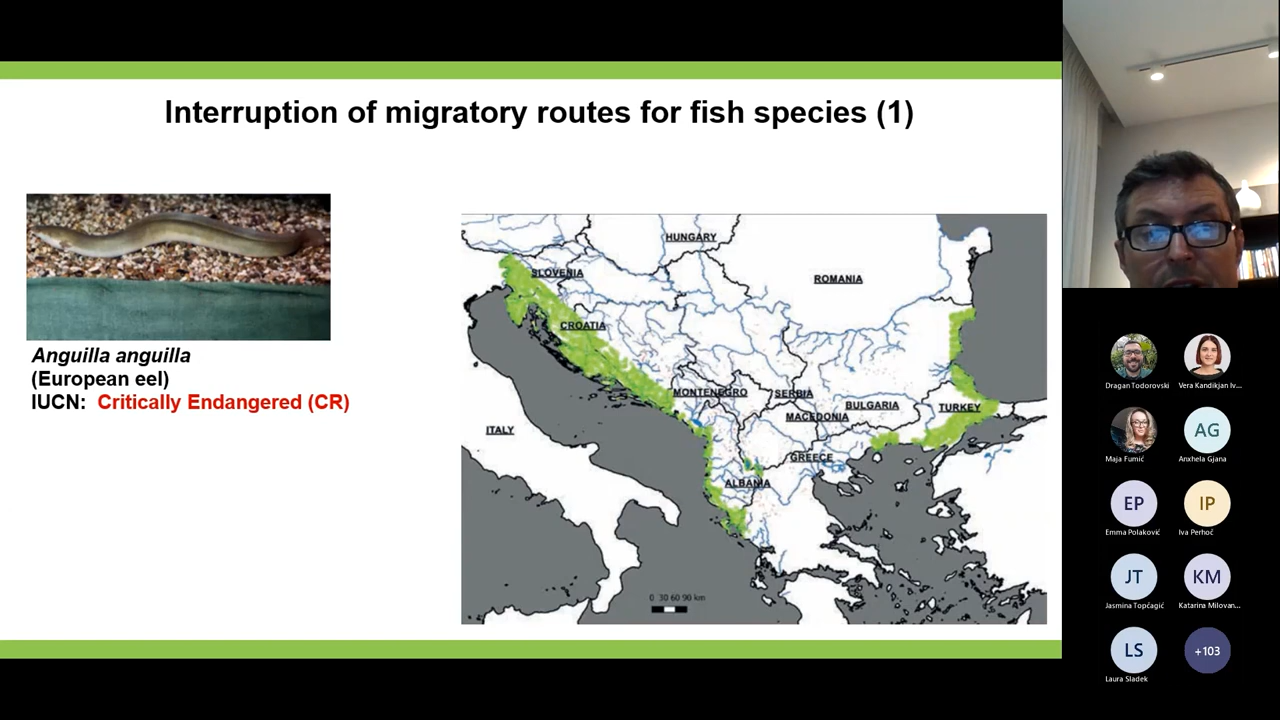 Interruption of migratory routes for fish species (1)
Anguilla anguilla
(European eel)
IUCN: Critically Endangered (CR)
HUNGARY
SLOVENIA
ROMANIA
CROATIA
MONTENEGRO
SERBIA
BULGARIA
TURKEY
MACEDONIA
ITALY
GREECE
ALBANIA
0 30 60 90 km
Dragan Todorovski
Vera Kandikjan Iv...
Maja Fumić
AG
Anxhela Gjana
EP
Emma Polaković
IP
Iva Perhoč
JT
Jasmina Topčagić
KM
Katarina Milovan...
LS
Laura Sladek
+103